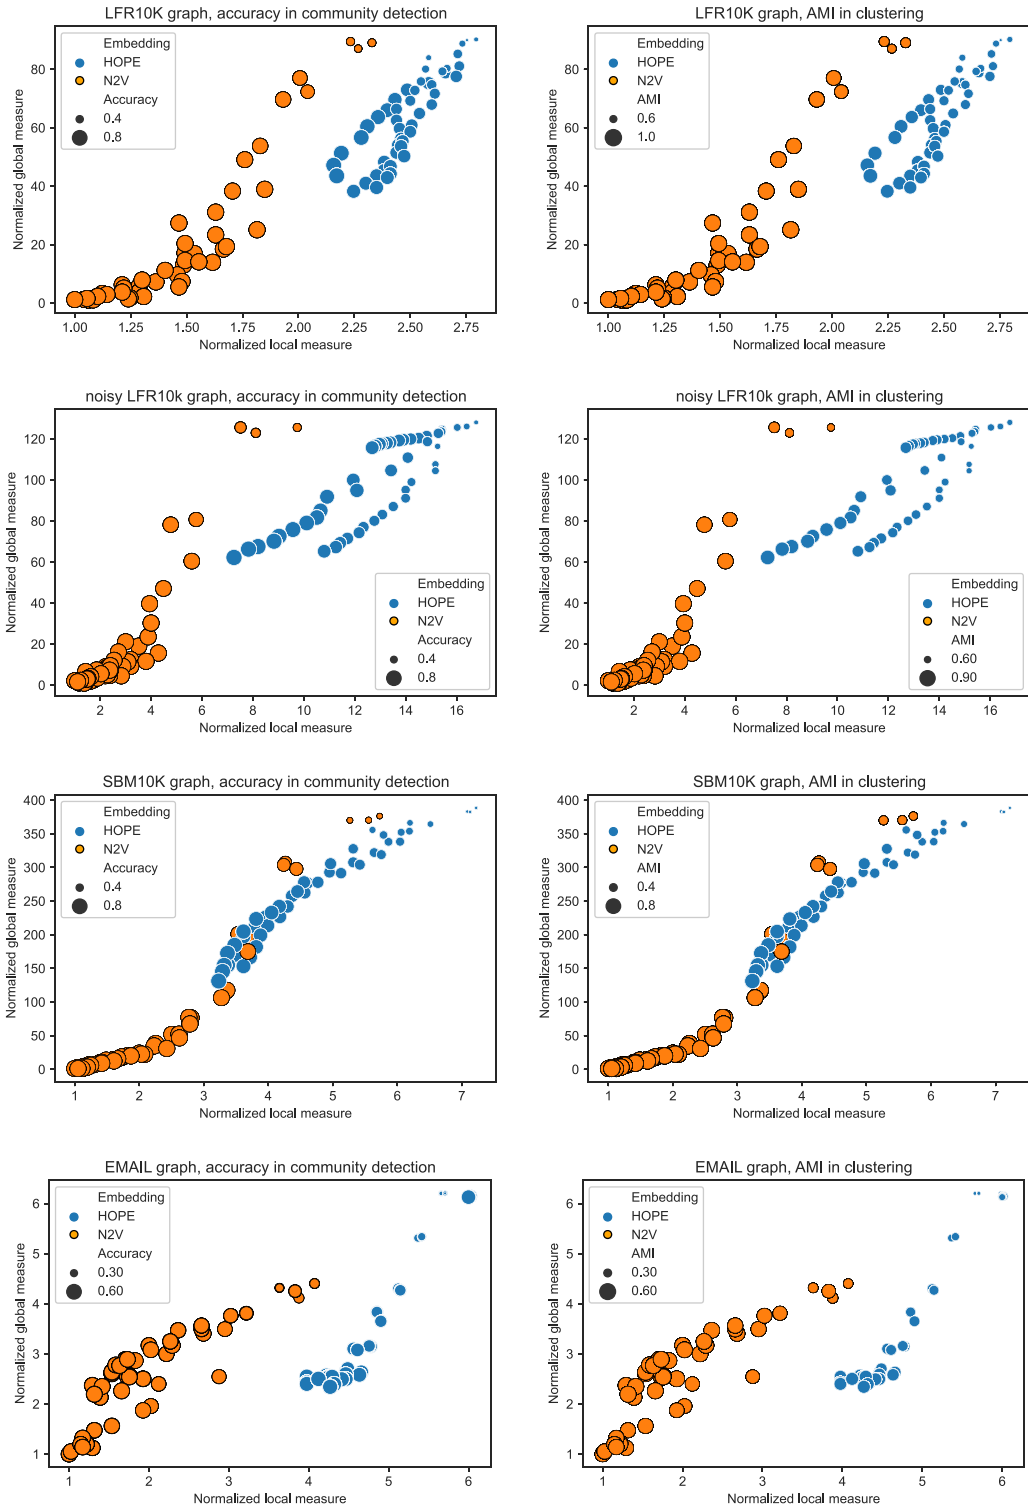 LFR10K graph, accuracy in community detection
Normalized global measure
80
60
40
20
0
Embedding
HOPE
N2V
Accuracy
0.4
0.8
1.00 1.25 1.50 1.75 2.00 2.25 2.50 2.75
Normalized local measure
LFR10K graph, AMI in clustering
Normalized global measure
80
60
40
20
0
Embedding
HOPE
N2V
AMI
0.6
1.0
1.00 1.25 1.50 1.75 2.00 2.25 2.50 2.75
Normalized local measure
noisy LFR10k graph, accuracy in community detection
Normalized global measure
120
100
80
60
40
20
0
Embedding
HOPE
N2V
Accuracy
0.4
0.8
2 4 6 8 10 12 14 16
Normalized local measure
noisy LFR10k graph, AMI in clustering
Normalized global measure
120
100
80
60
40
20
0
Embedding
HOPE
N2V
AMI
0.60
0.90
2 4 6 8 10 12 14 16
Normalized local measure
SBM10K graph, accuracy in community detection
Normalized global measure
400
350
300
250
200
150
100
50
0
Embedding
HOPE
N2V
Accuracy
0.4
0.8
1 2 3 4 5 6 7
Normalized local measure
SBM10K graph, AMI in clustering
Normalized global measure
400
350
300
250
200
150
100
50
0
Embedding
HOPE
N2V
AMI
0.4
0.8
1 2 3 4 5 6 7
Normalized local measure
EMAIL graph, accuracy in community detection
Normalized global measure
6
5
4
3
2
1
Embedding
HOPE
N2V
Accuracy
0.30
0.60
1 2 3 4 5 6
Normalized local measure
EMAIL graph, AMI in clustering
Normalized global measure
6
5
4
3
2
1
Embedding
HOPE
N2V
AMI
0.30
0.60
1 2 3 4 5 6
Normalized local measure